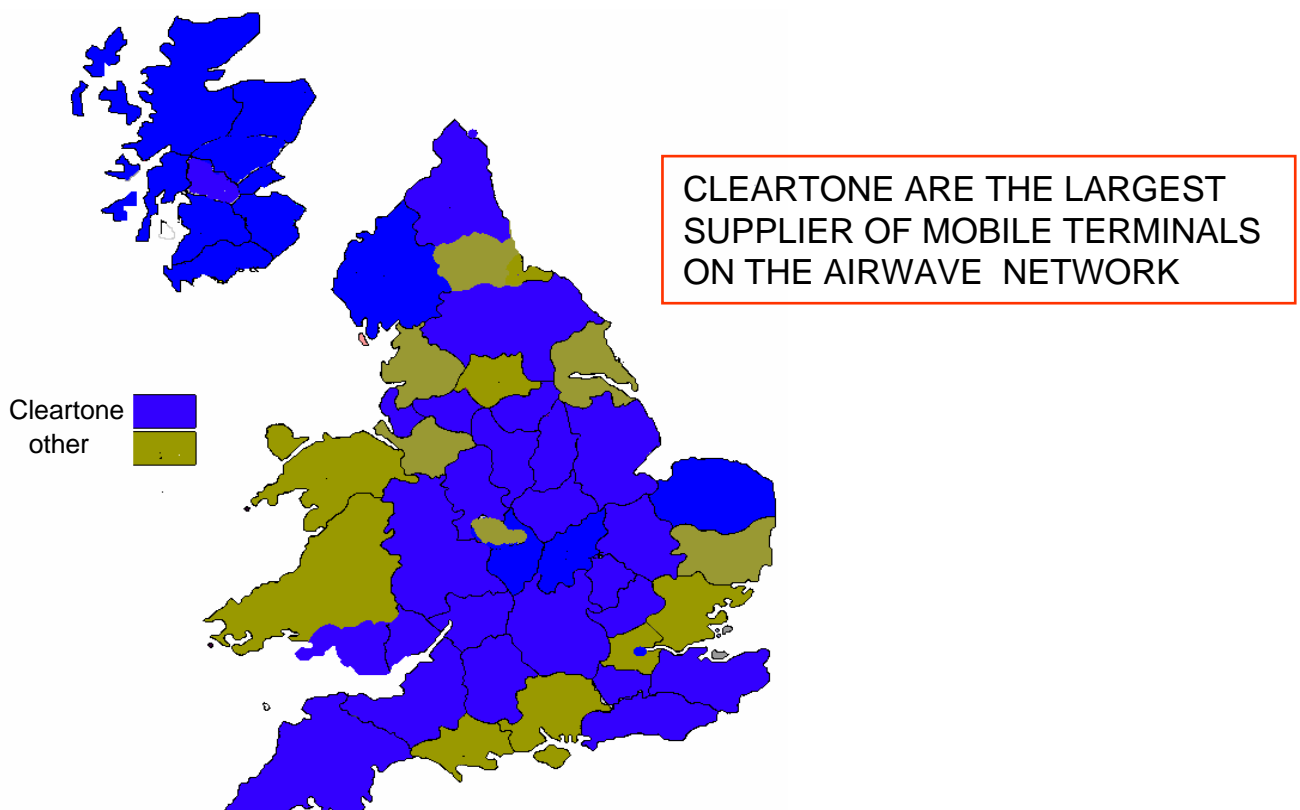 CLEARTONE ARE THE LARGEST
SUPPLIER OF MOBILE TERMINALS
ON THE AIRWAVE  NETWORK
Cleartone
other